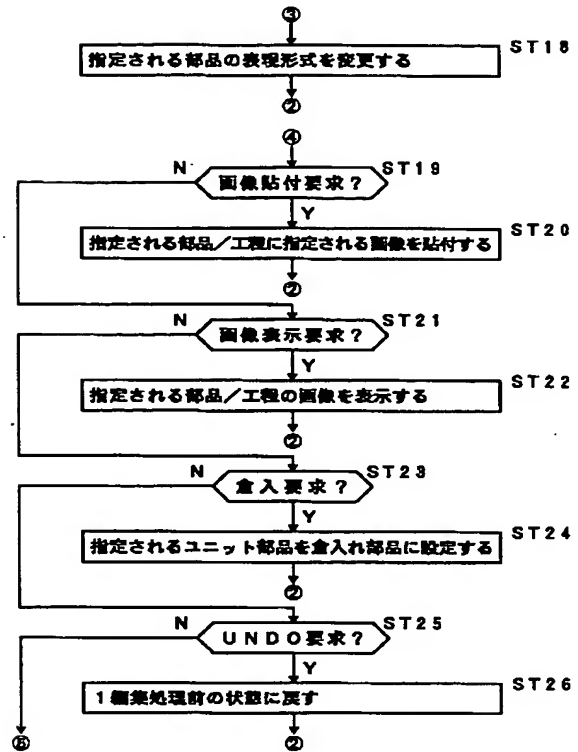 ③
ST18
指定される部品の表現形式を変更する
②
④
N
画像貼付要求？
ST19
Y
指定される部品／工程に指定される画像を貼付する
ST20
②
N
画像表示要求？
ST21
Y
指定される部品／工程の画像を表示する
ST22
②
N
倉入要求？
ST23
Y
指定されるユニット部品を倉入れ部品に設定する
ST24
②
N
UNDO要求？
ST25
Y
1編集処理前の状態に戻す
ST26
②